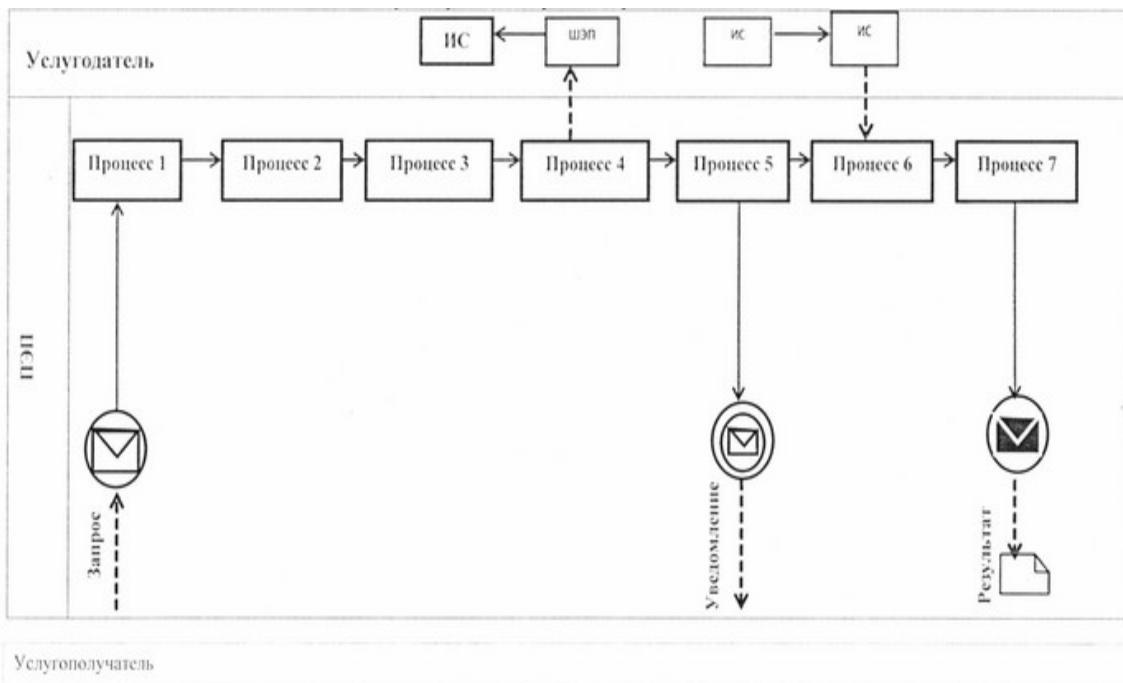 ИС
ШЭП
ИС
ИС
Услугодатель
Процесс 1
Процесс 2
Процесс 3
Процесс 4
Процесс 5
Процесс 6
Процесс 7
ПЭП
Запрос
Уведомление
Результат
Услугополучатель